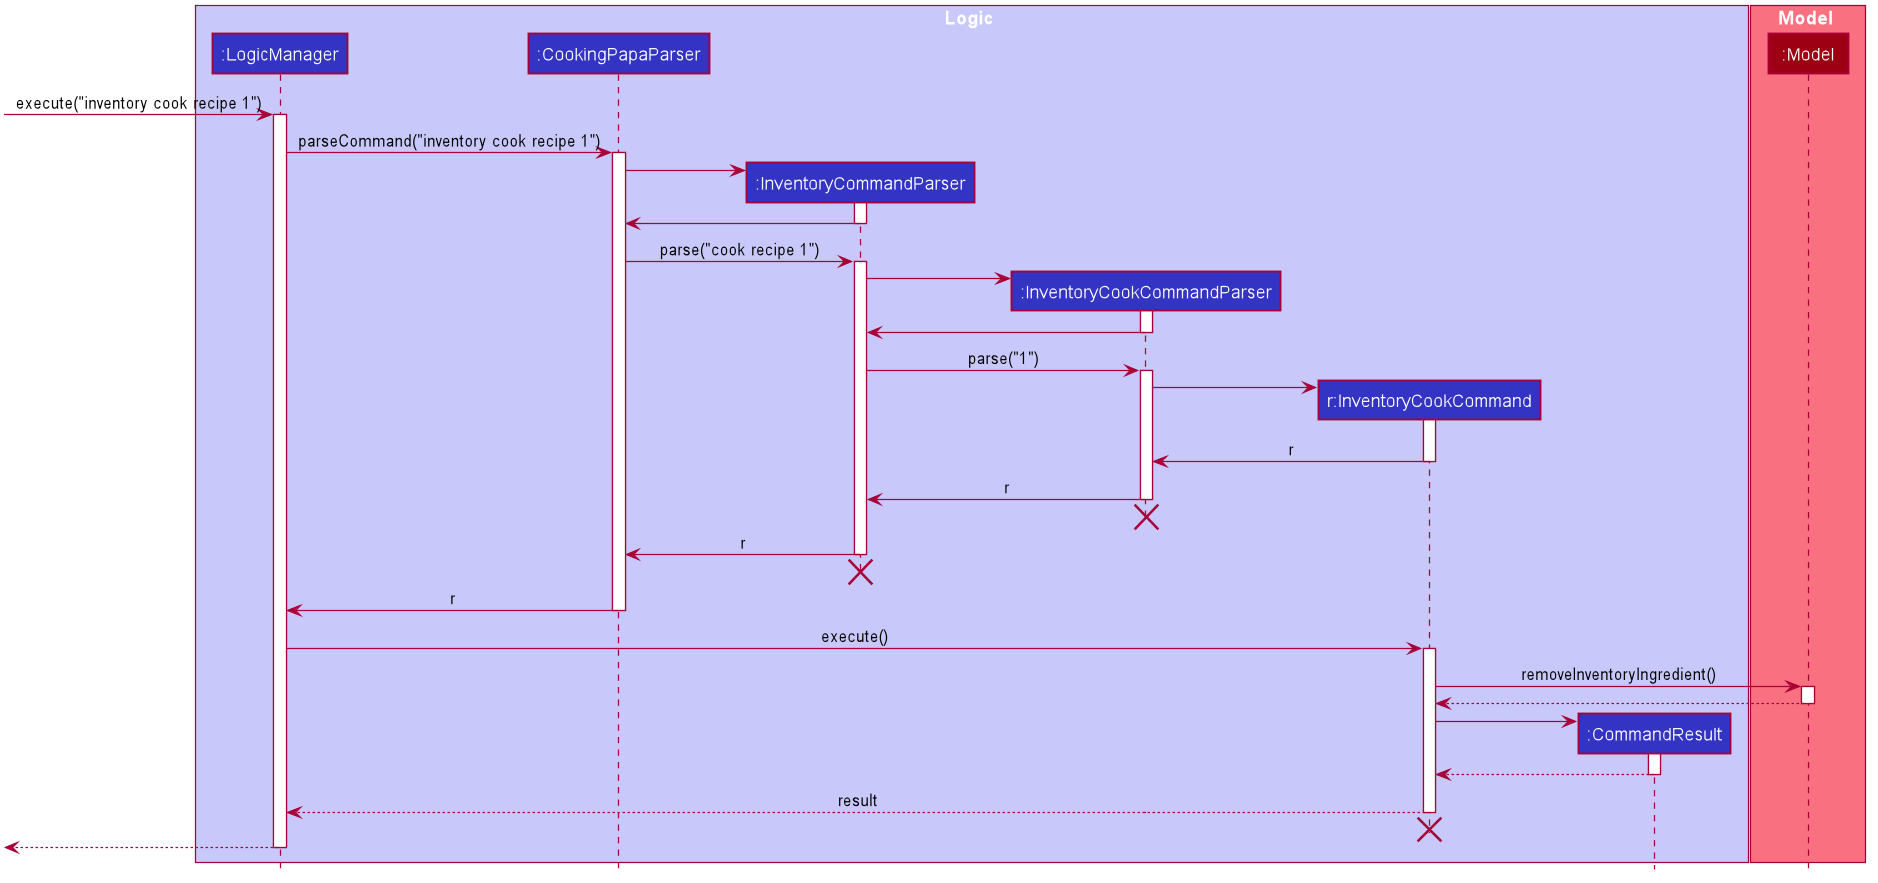 Logic
Model
:LogicManager
:CookingPapaParser
:Model
execute("inventory cook recipe 1")
parseCommand("inventory cook recipe 1")
:InventoryCommandParser
parse("cook recipe 1")
:InventoryCookCommandParser
parse("1")
r:InventoryCookCommand
r
r
r
r
execute()
removeInventoryIngredient()
:CommandResult
result